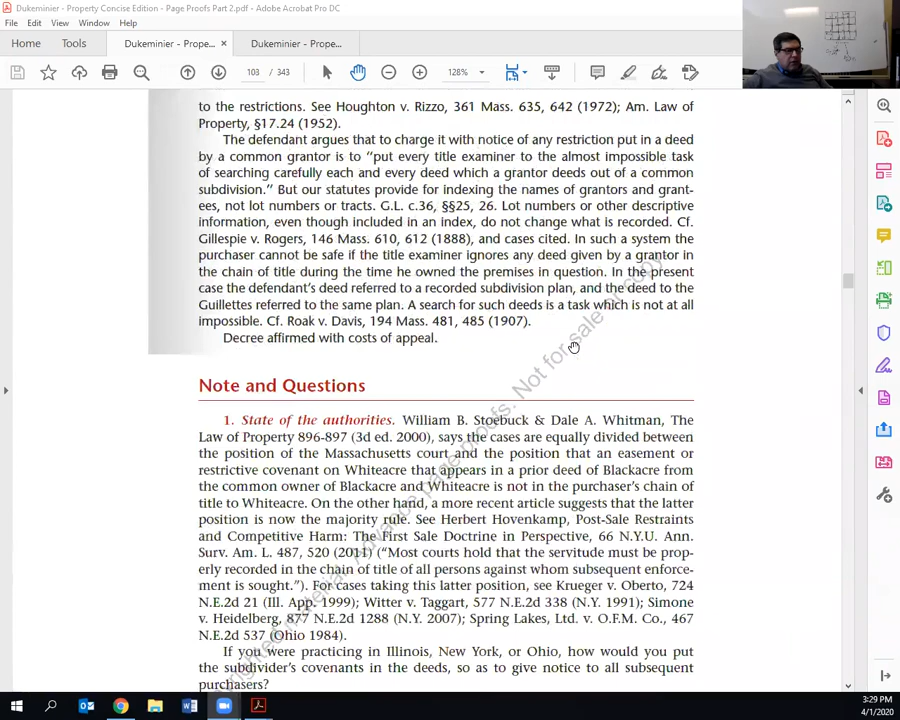 Dukeminier - Property Concise Edition - Page Proofs Part 2.pdf - Adobe Acrobat Pro DC
File Edit View Window Help
Home Tools Dukeminier - Prope... × Dukeminier - Prope...
103 / 343 128%
to the restrictions. See Houghton v. Rizzo, 361 Mass. 635, 642 (1972); Am. Law of
Property, §17.24 (1952).
The defendant argues that to charge it with notice of any restriction put in a deed
by a common grantor is to “put every title examiner to the almost impossible task
of searching carefully each and every deed which a grantor deeds out of a common
subdivision.” But our statutes provide for indexing the names of grantors and grant-
ees, not lot numbers or tracts. G.L. c.36, §§25, 26. Lot numbers or other descriptive
information, even though included in an index, do not change what is recorded. Cf.
Gillespie v. Rogers, 146 Mass. 610, 612 (1888), and cases cited. In such a system the
purchaser cannot be safe if the title examiner ignores any deed given by a grantor in
the chain of title during the time he owned the premises in question. In the present
case the defendant’s deed referred to a recorded subdivision plan, and the deed to the
Guillettes referred to the same plan. A search for such deeds is a task which is not at all
impossible. Cf. Roak v. Davis, 194 Mass. 481, 485 (1907).
Decree affirmed with costs of appeal.
Note and Questions
1. State of the authorities. William B. Stoebuck & Dale A. Whitman, The
Law of Property 896-897 (3d ed. 2000), says the cases are equally divided between
the position of the Massachusetts court and the position that an easement or
restrictive covenant on Whiteacre that appears in a prior deed of Blackacre from
the common owner of Blackacre and Whiteacre is not in the purchaser’s chain of
title to Whiteacre. On the other hand, a more recent article suggests that the latter
position is now the majority rule. See Herbert Hovenkamp, Post-Sale Restraints
and Competitive Harm: The First Sale Doctrine in Perspective, 66 N.Y.U. Ann.
Surv. Am. L. 487, 520 (2011) (“Most courts hold that the servitude must be prop-
erly recorded in the chain of title of all persons against whom subsequent enforce-
ment is sought.”). For cases taking this latter position, see Krueger v. Oberto, 724
N.E.2d 21 (Ill. App. 1999); Witter v. Taggart, 577 N.E.2d 338 (N.Y. 1991); Simone
v. Heidelberg, 877 N.E.2d 1288 (N.Y. 2007); Spring Lakes, Ltd. v. O.F.M. Co., 467
N.E.2d 537 (Ohio 1984).
If you were practicing in Illinois, New York, or Ohio, how would you put
the subdivider’s covenants in the deeds, so as to give notice to all subsequent
purchasers?
material. Advance page proofs. Not for sale or
3:29 PM
4/1/2020